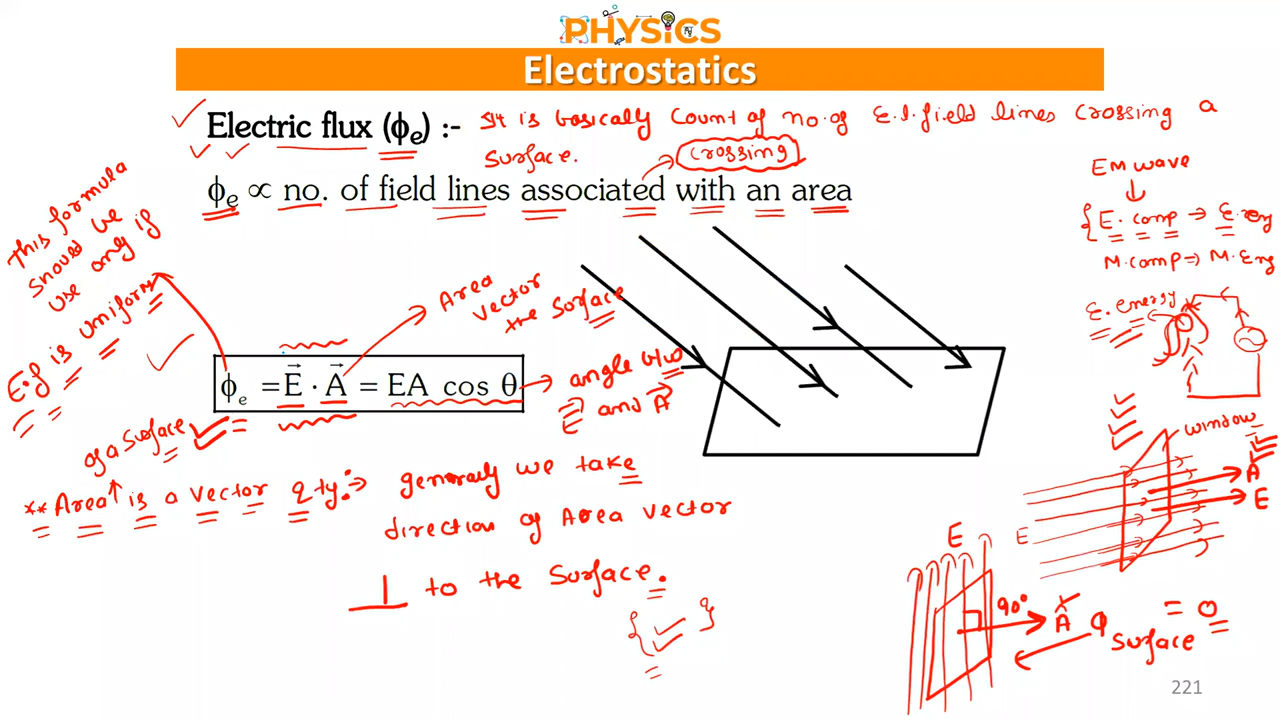 PHYSICS
Electrostatics
Electric flux (ϕe) :- It is basically count of no. of E.l. field lines crossing a
surface.
crossing
ϕe ∝ no. of field lines associated with an area
This formula
should be
use only if
E.f is uniform
Area
vector
the surface
ϕe = E⃗ · A⃗ = EA cos θ
angle b/w
E⃗ and A⃗
of a surface
** Area is a vector qty. ⇒ generally we take
direction of Area vector
⊥ to the surface.
{ ✓ }
EM wave
↓
{ E. comp → E.
M. comp ⇒ M. Eng
E. energy
window
A
E
E
E
90°
A⃗
ϕ surface = 0
221